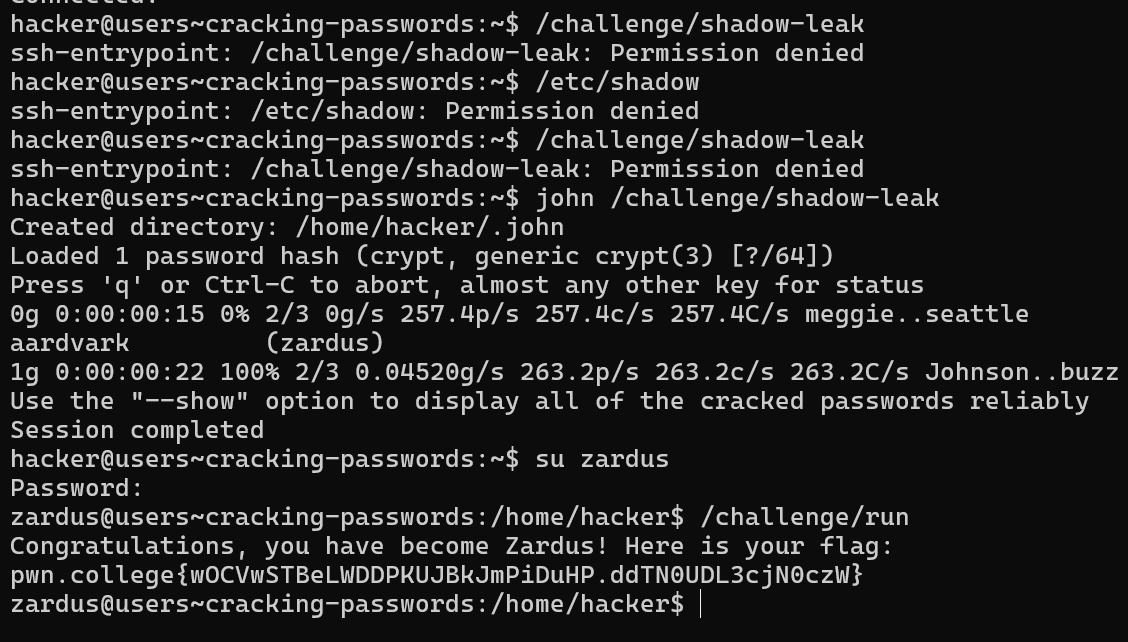 hacker@users~cracking-passwords:~$ /challenge/shadow-leak
ssh-entrypoint: /challenge/shadow-leak: Permission denied
hacker@users~cracking-passwords:~$ /etc/shadow
ssh-entrypoint: /etc/shadow: Permission denied
hacker@users~cracking-passwords:~$ /challenge/shadow-leak
ssh-entrypoint: /challenge/shadow-leak: Permission denied
hacker@users~cracking-passwords:~$ john /challenge/shadow-leak
Created directory: /home/hacker/.john
Loaded 1 password hash (crypt, generic crypt(3) [?/64])
Press 'q' or Ctrl-C to abort, almost any other key for status
0g 0:00:00:15 0% 2/3 0g/s 257.4p/s 257.4c/s 257.4C/s meggie..seattle
aardvark         (zardus)
1g 0:00:00:22 100% 2/3 0.04520g/s 263.2p/s 263.2c/s 263.2C/s Johnson..buzz
Use the "--show" option to display all of the cracked passwords reliably
Session completed
hacker@users~cracking-passwords:~$ su zardus
Password:
zardus@users~cracking-passwords:/home/hacker$ /challenge/run
Congratulations, you have become Zardus! Here is your flag:
pwn.college{wOCVwSTBeLWDDPKUJBkJmPiDuHP.ddTN0UDL3cjN0czW}
zardus@users~cracking-passwords:/home/hacker$